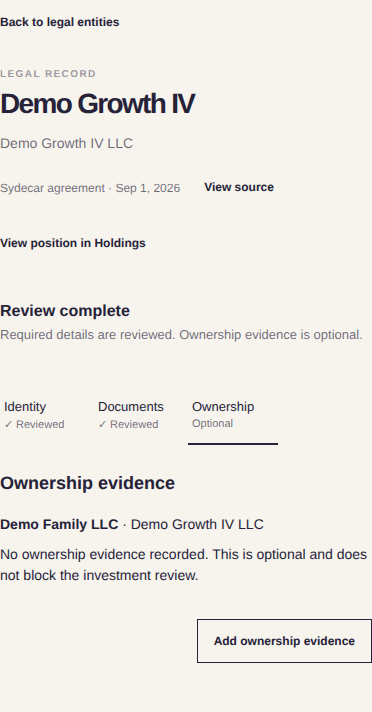 Back to legal entities
LEGAL RECORD
Demo Growth IV
Demo Growth IV LLC
Sydecar agreement · Sep 1, 2026 View source
View position in Holdings
Review complete
Required details are reviewed. Ownership evidence is optional.
Identity Documents Ownership
✓ Reviewed ✓ Reviewed Optional
Ownership evidence
Demo Family LLC · Demo Growth IV LLC
No ownership evidence recorded. This is optional and does
not block the investment review.
Add ownership evidence